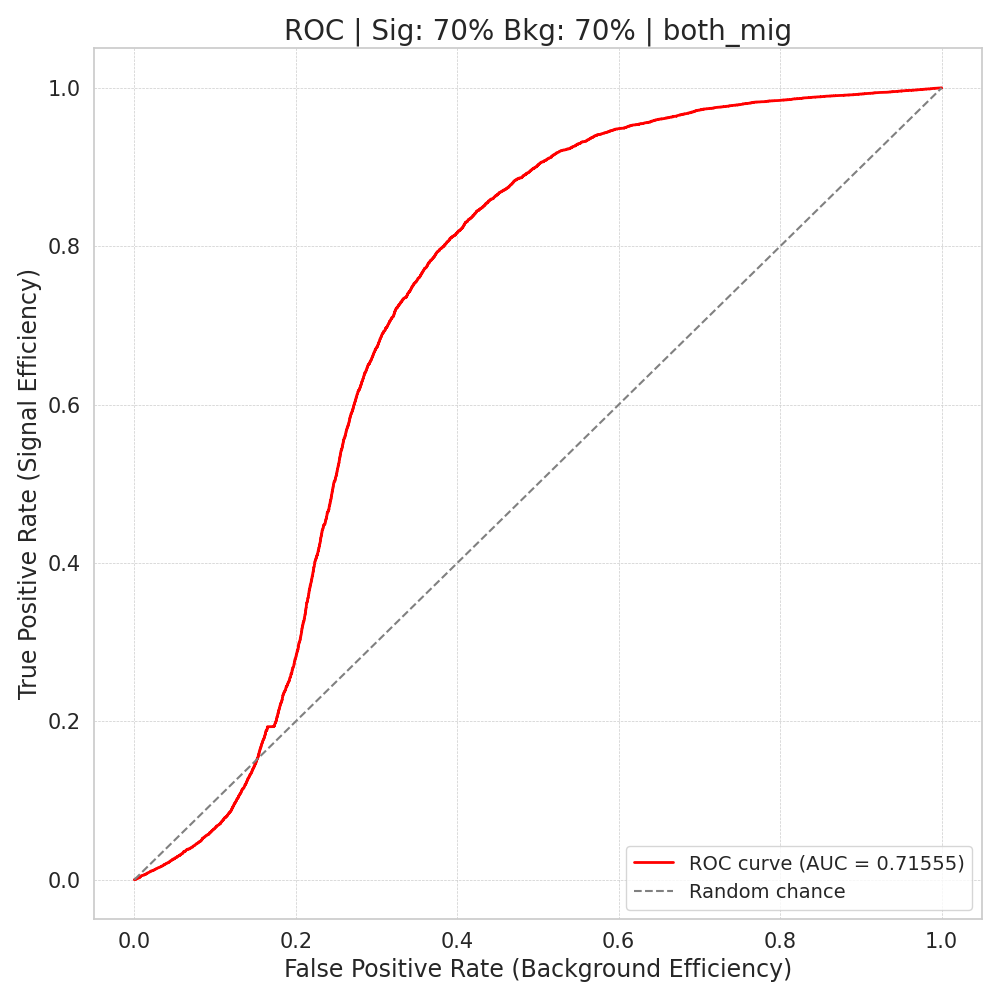 ROC | Sig: 70% Bkg: 70% | both_mig
True Positive Rate (Signal Efficiency)
1.0
0.8
0.6
0.4
0.2
0.0
ROC curve (AUC = 0.71555)
Random chance
0.0 0.2 0.4 0.6 0.8 1.0
False Positive Rate (Background Efficiency)